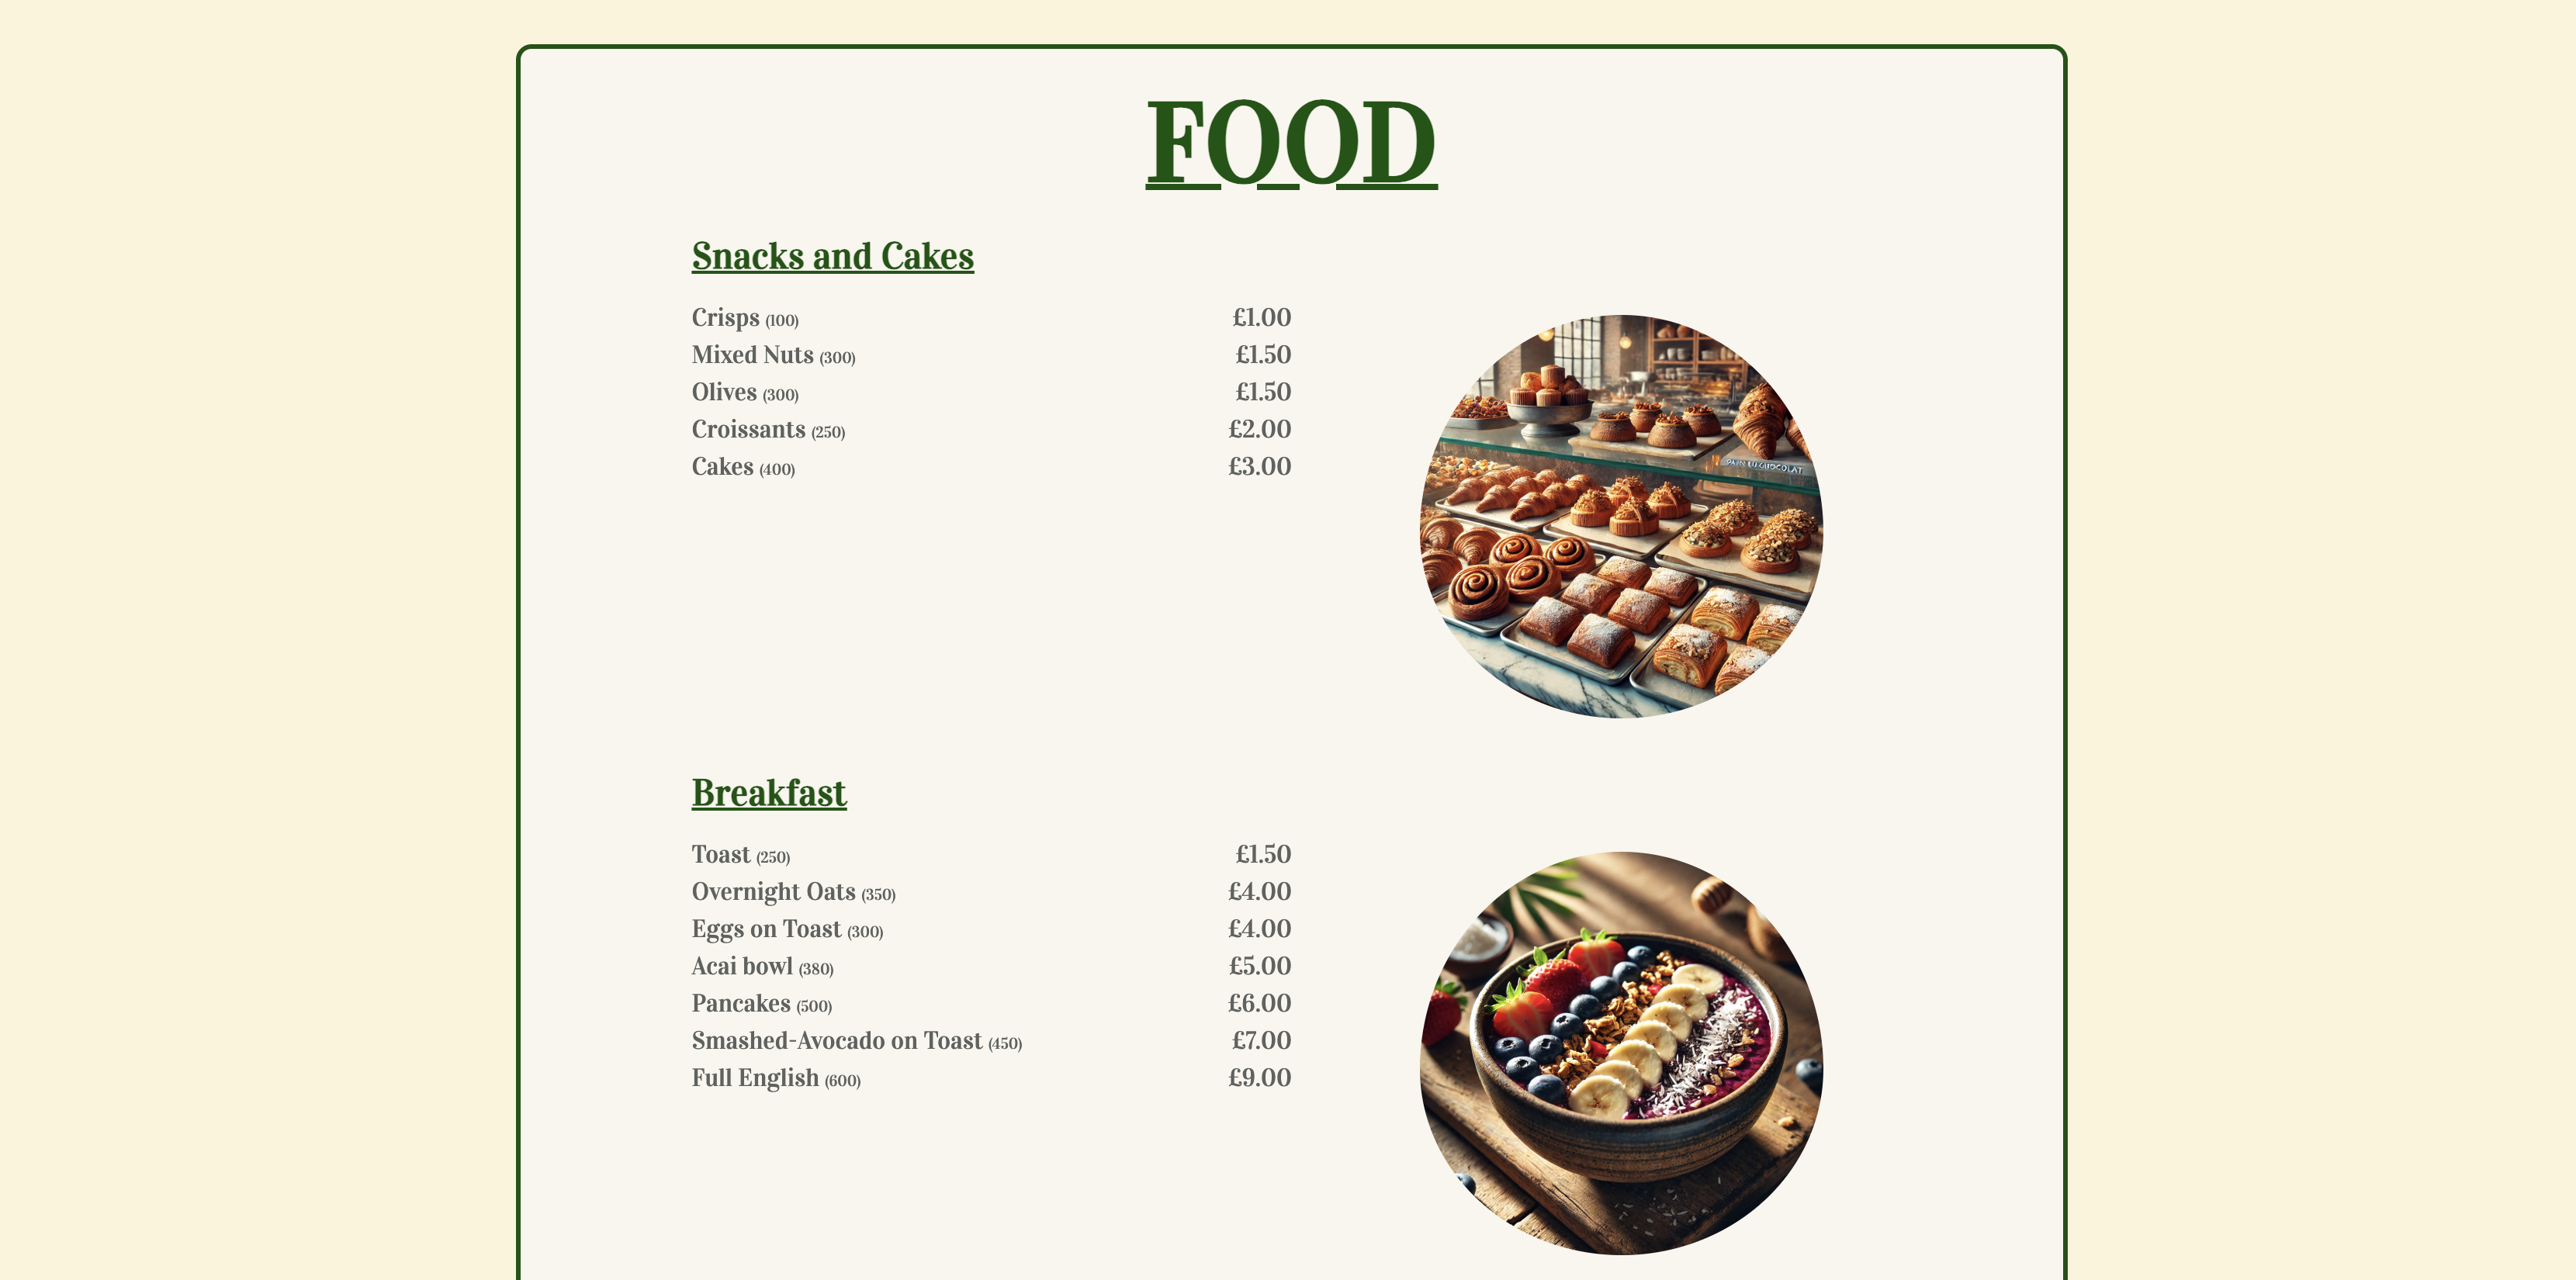 FOOD
Snacks and Cakes
Crisps (100) £1.00
Mixed Nuts (300) £1.50
Olives (300) £1.50
Croissants (250) £2.00
Cakes (400) £3.00
Breakfast
Toast (250) £1.50
Overnight Oats (350) £4.00
Eggs on Toast (300) £4.00
Acai bowl (380) £5.00
Pancakes (500) £6.00
Smashed-Avocado on Toast (450) £7.00
Full English (600) £9.00